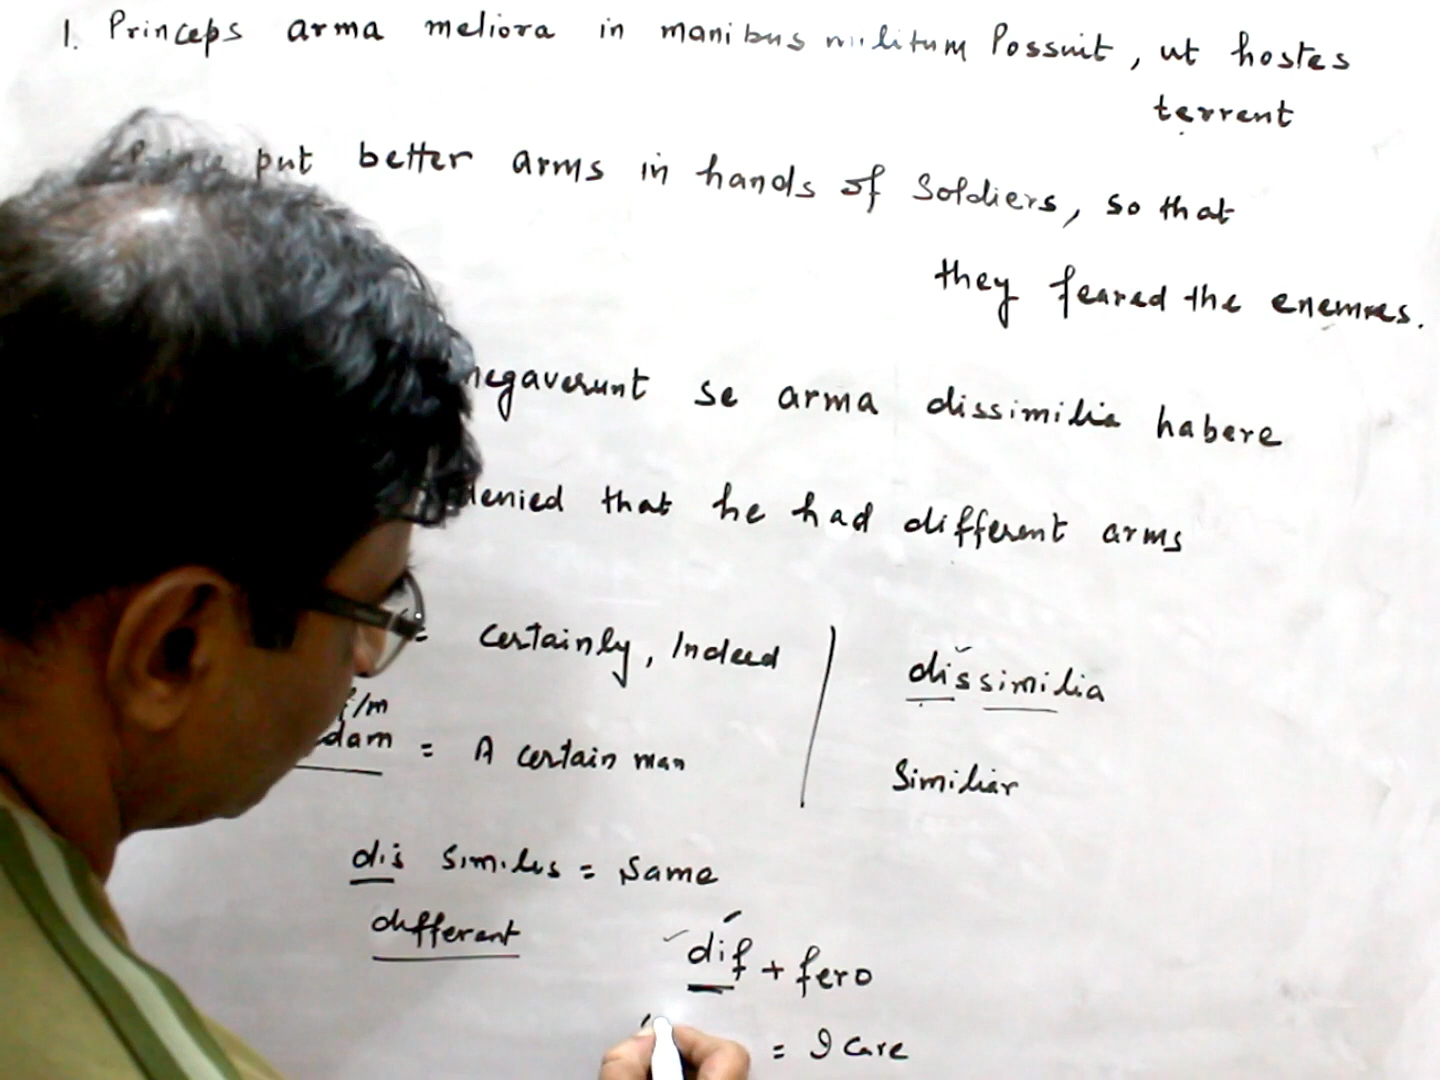 1. Princeps arma meliora in manibus militum Possuit, ut hostes
terrent
put better arms in hands of Soldiers, so that
they feared the enemies.
negaverunt se arma dissimilia habere
denied that he had different arms
= Certainly, Indeed
dissimilia
f/m
dam = A certain man
Similiar
dis similis = Same
different
dif + fero
= I care